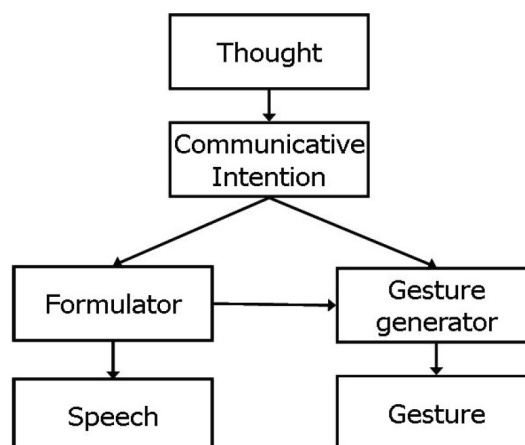 Thought
Communicative
Intention
Formulator
Gesture
generator
Speech
Gesture